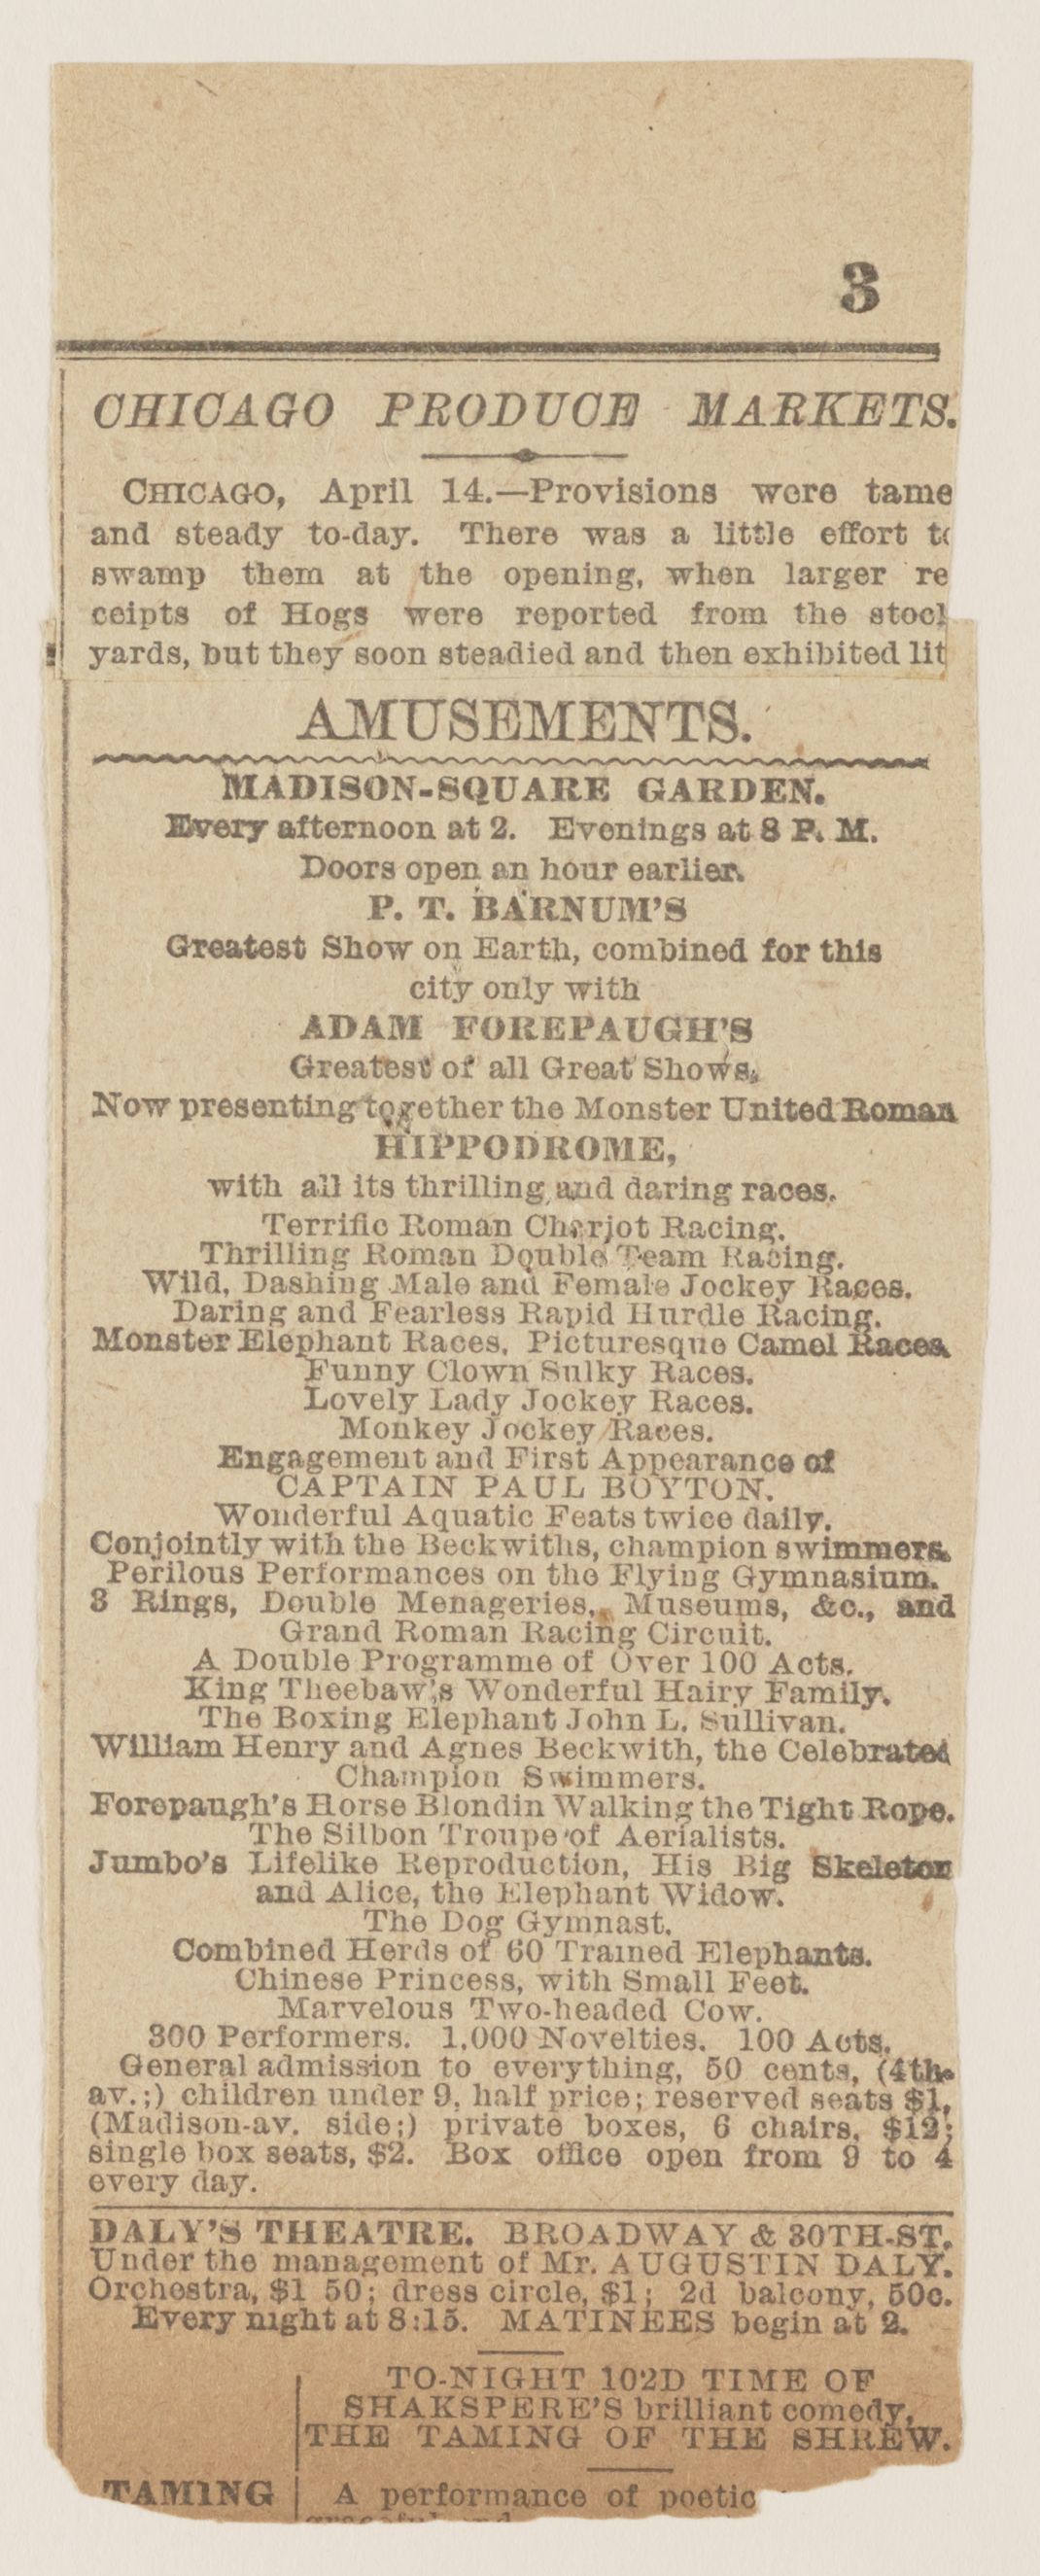 3
CHICAGO PRODUCE MARKETS.
CHICAGO, April 14.—Provisions were tame
and steady to-day. There was a little effort to
swamp them at the opening, when larger re
ceipts of Hogs were reported from the stock
yards, but they soon steadied and then exhibited lit
AMUSEMENTS.
MADISON-SQUARE GARDEN.
Every afternoon at 2. Evenings at 8 P. M.
Doors open an hour earlier.
P. T. BARNUM'S
Greatest Show on Earth, combined for this
city only with
ADAM FOREPAUGH'S
Greatest of all Great Shows,
Now presenting together the Monster United Roman
HIPPODROME,
with all its thrilling and daring races.
Terrific Roman Chariot Racing.
Thrilling Roman Double Team Racing.
Wild, Dashing Male and Female Jockey Races.
Daring and Fearless Rapid Hurdle Racing.
Monster Elephant Races, Picturesque Camel Races
Funny Clown Sulky Races.
Lovely Lady Jockey Races.
Monkey Jockey Races.
Engagement and First Appearance of
CAPTAIN PAUL BOYTON.
Wonderful Aquatic Feats twice daily.
Conjointly with the Beckwiths, champion swimmers.
Perilous Performances on the Flying Gymnasium.
3 Rings, Double Menageries, Museums, &c., and
Grand Roman Racing Circuit.
A Double Programme of Over 100 Acts.
King Theebaw's Wonderful Hairy Family.
The Boxing Elephant John L. Sullivan.
William Henry and Agnes Beckwith, the Celebrated
Champion Swimmers.
Forepaugh's Horse Blondin Walking the Tight Rope.
The Silbon Troupe of Aerialists.
Jumbo's Lifelike Reproduction, His Big Skeleton
and Alice, the Elephant Widow.
The Dog Gymnast.
Combined Herds of 60 Trained Elephants.
Chinese Princess, with Small Feet.
Marvelous Two-headed Cow.
300 Performers. 1,000 Novelties. 100 Acts.
General admission to everything, 50 cents, (4th-
av.;) children under 9, half price; reserved seats $1,
(Madison-av. side;) private boxes, 6 chairs, $12;
single box seats, $2. Box office open from 9 to 4
every day.
DALY'S THEATRE. BROADWAY & 30TH-ST.
Under the management of Mr. AUGUSTIN DALY.
Orchestra, $1 50; dress circle, $1; 2d balcony, 50c.
Every night at 8:15. MATINEES begin at 2.
TO-NIGHT 102D TIME OF
SHAKSPERE'S brilliant comedy,
THE TAMING OF THE SHREW.
TAMING
A performance of poetic